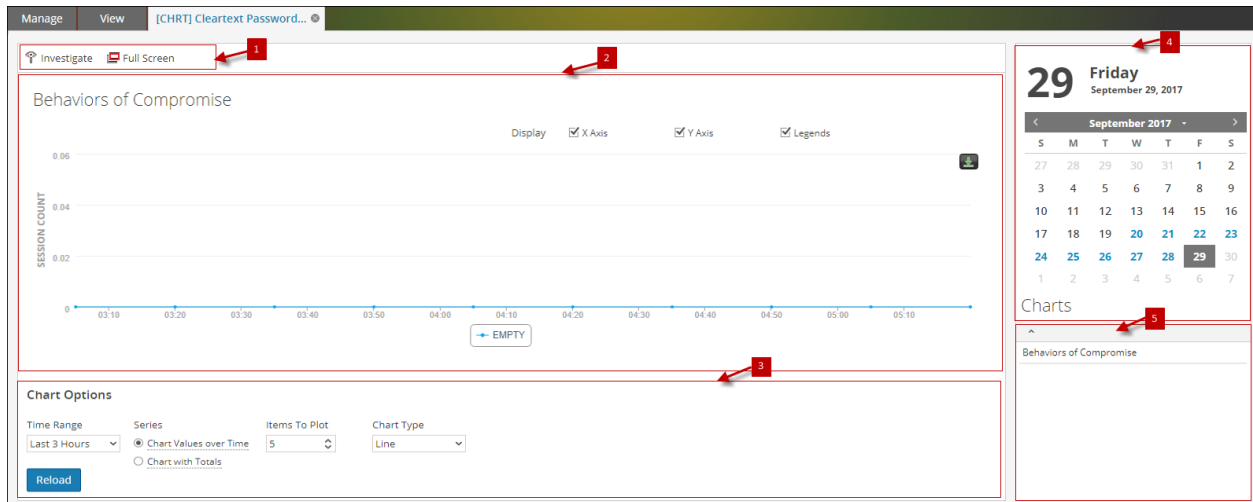 Manage View [CHRT] Cleartext Password...
1
Investigate Full Screen
2
Behaviors of Compromise
Display X Axis Y Axis Legends
SESSION COUNT
0.06
0.04
0.02
0
03:10 03:20 03:30 03:40 03:50 04:00 04:10 04:20 04:30 04:40 04:50 05:00 05:10
EMPTY
3
Chart Options
Time Range Series Items To Plot Chart Type
Last 3 Hours Chart Values over Time 5 Line
Chart with Totals
Reload
4
29 Friday
September 29, 2017
September 2017
S M T W T F S
27 28 29 30 31 1 2
3 4 5 6 7 8 9
10 11 12 13 14 15 16
17 18 19 20 21 22 23
24 25 26 27 28 29 30
1 2 3 4 5 6 7
Charts
5
Behaviors of Compromise